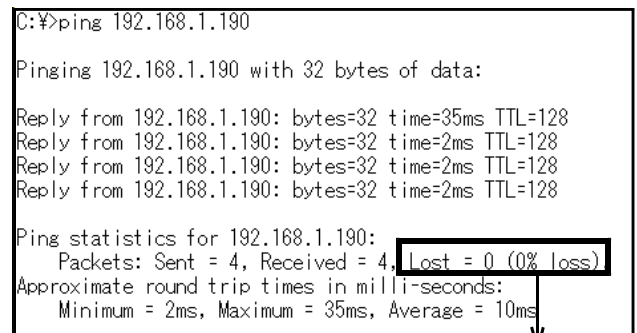 C:¥>ping 192.168.1.190
Pinging 192.168.1.190 with 32 bytes of data:
Reply from 192.168.1.190: bytes=32 time=35ms TTL=128
Reply from 192.168.1.190: bytes=32 time=2ms TTL=128
Reply from 192.168.1.190: bytes=32 time=2ms TTL=128
Reply from 192.168.1.190: bytes=32 time=2ms TTL=128
Ping statistics for 192.168.1.190:
Packets: Sent = 4, Received = 4, Lost = 0 (0% loss)
Approximate round trip times in milli-seconds:
Minimum = 2ms, Maximum = 35ms, Average = 10ms